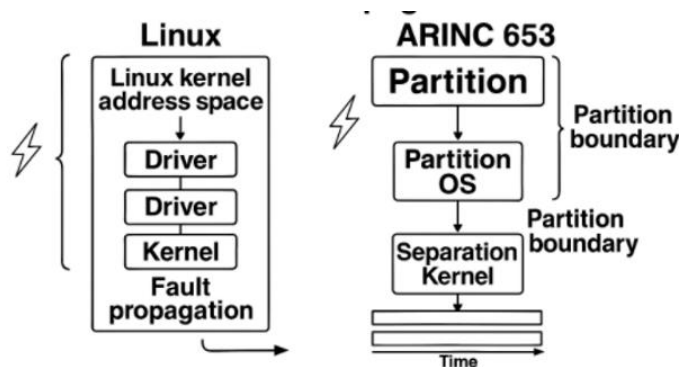 Linux
Linux kernel
address space
Driver
Driver
Kernel
Fault
propagation
ARINC 653
Partition
Partition
OS
Separation
Kernel
Time
Partition
boundary
Partition
boundary